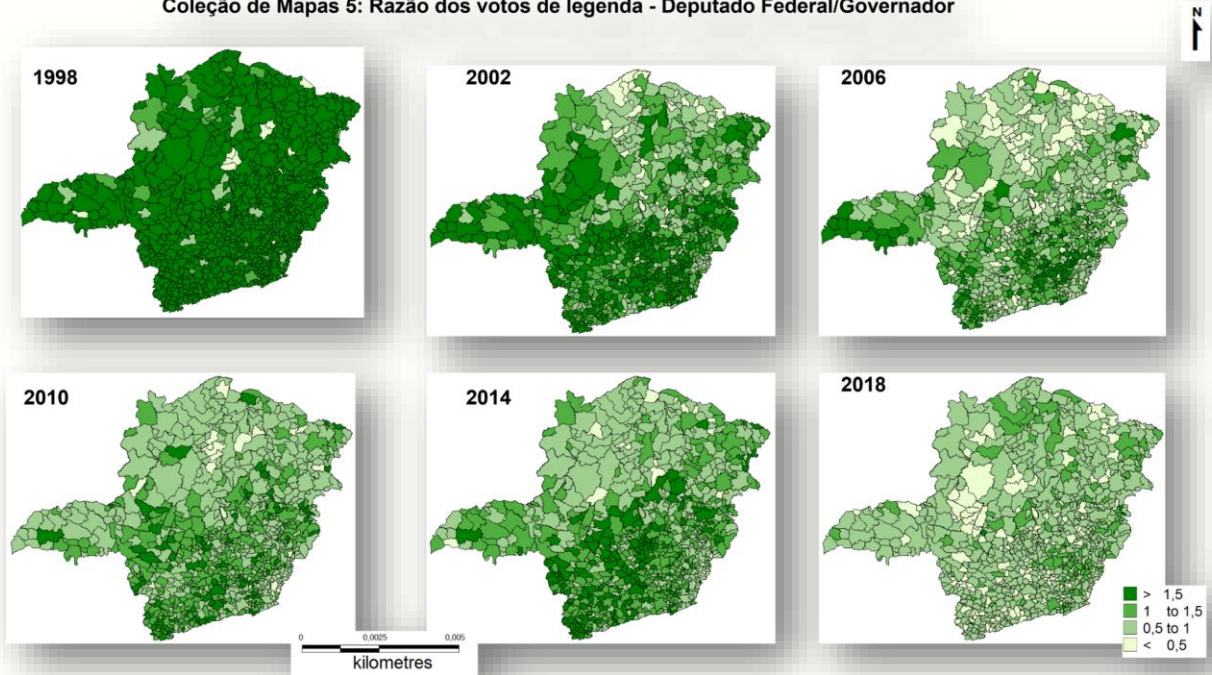 Coleção de Mapas 5: Razão dos votos de legenda - Deputado Federal/Governador
N
1998
2002
2006
2010
2014
2018
0 0,0025 0,005
kilometres
> 1,5
1 to 1,5
0,5 to 1
< 0,5